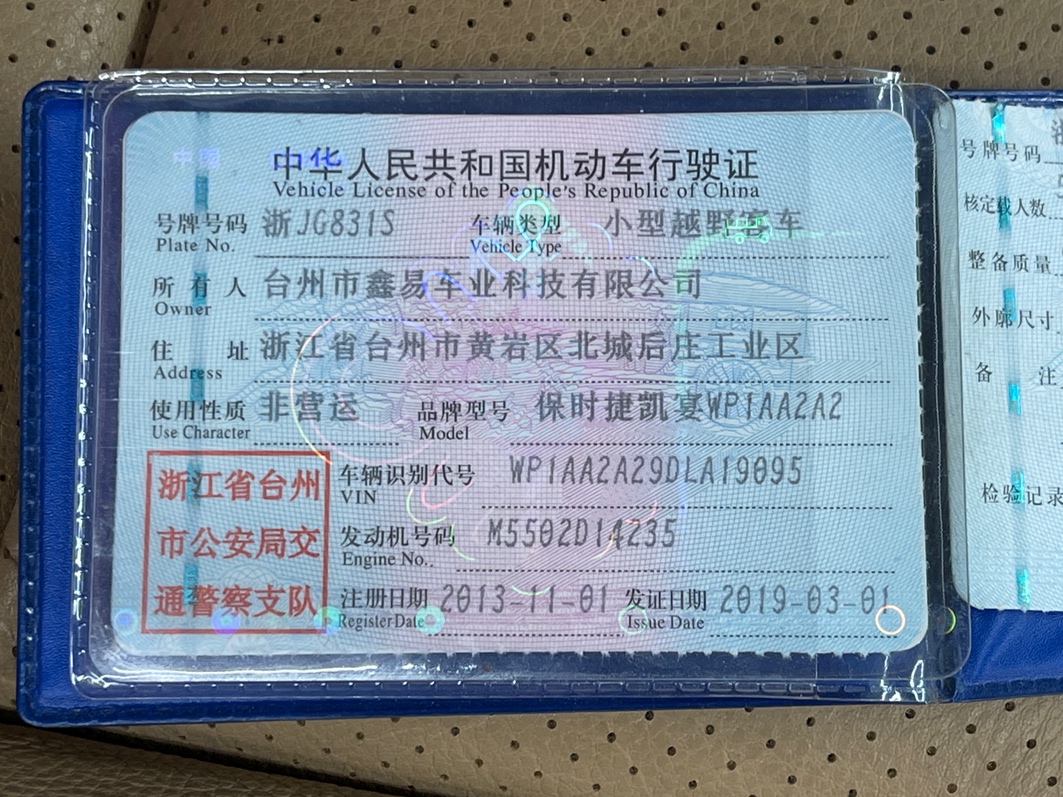 中华人民共和国机动车行驶证
Vehicle License of the People's Republic of China
号牌号码 浙JG831S 车辆类型 小型越野客车
Plate No. Vehicle Type
所有人 台州市鑫易车业科技有限公司
Owner
住址 浙江省台州市黄岩区北城后庄工业区
Address
使用性质 非营运 品牌型号 保时捷凯宴WP1AA2A2
Use Character Model
浙江省台州
市公安局交
通警察支队
车辆识别代号 WP1AA2A29DLA19095
VIN
发动机号码 M5502D14235
Engine No.
注册日期 2013-11-01 发证日期 2019-03-01
Register Date Issue Date
号牌号码
核定载人数
整备质量
外廓尺寸
备注
检验记录